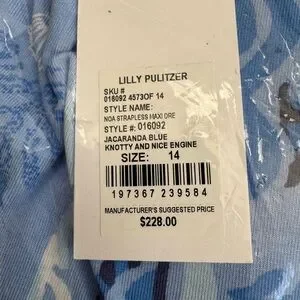 LILLY PULITZER
SKU #
016092 4573OF 14
STYLE NAME:
NOA STRAPLESS MAXI DRE
STYLE #: 016092
JACARANDA BLUE
KNOTTY AND NICE ENGINE
SIZE: 14
197367 239584
MANUFACTURER'S SUGGESTED PRICE
$228.00